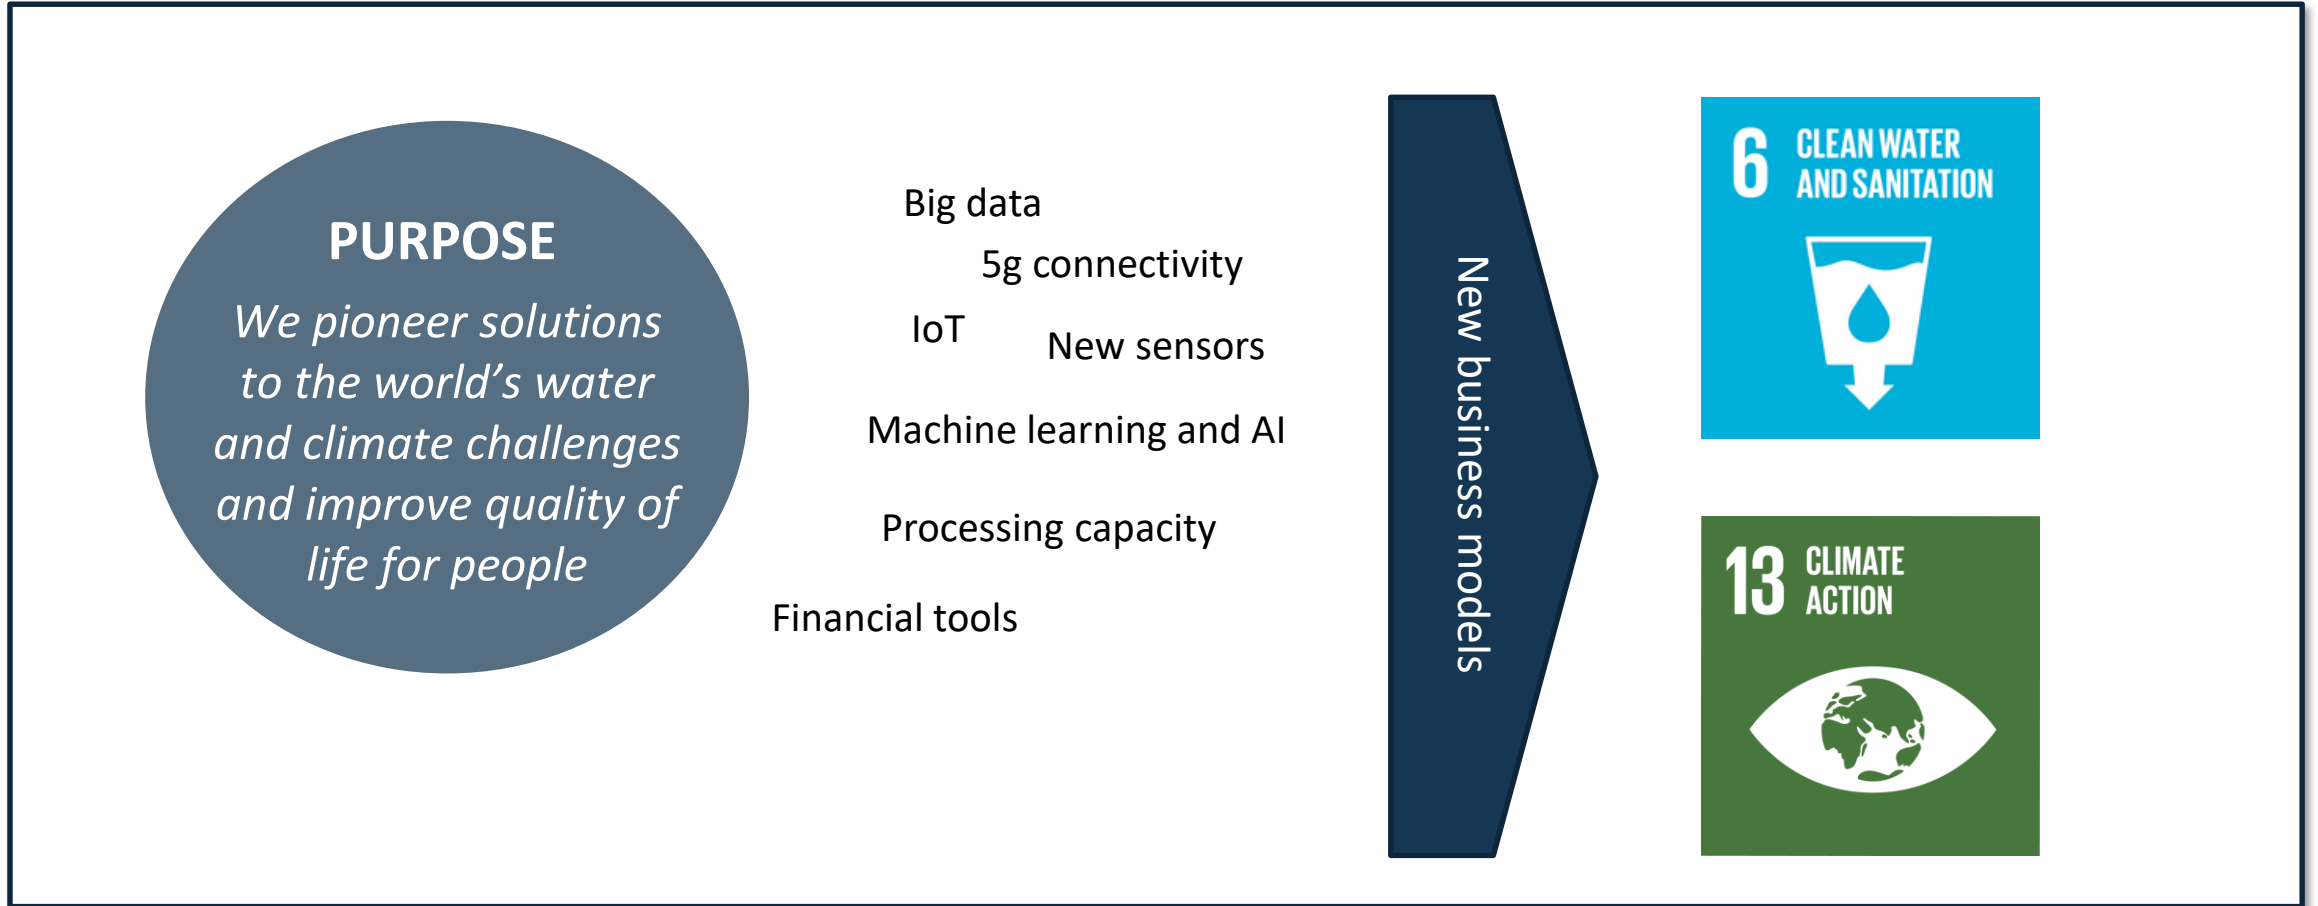 PURPOSE
We pioneer solutions
to the world’s water
and climate challenges
and improve quality of
life for people
Big data
5g connectivity
IoT
New sensors
Machine learning and AI
Processing capacity
Financial tools
New business models
6 CLEAN WATER
AND SANITATION
13 CLIMATE
ACTION